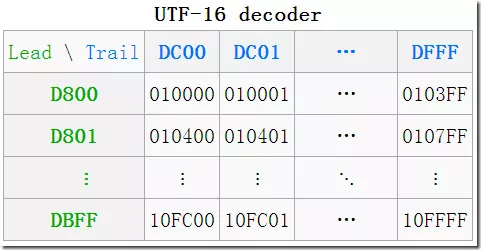 UTF-16 decoder
Lead \ Trail DC00 DC01 … DFFF
D800 010000 010001 … 0103FF
D801 010400 010401 … 0107FF
⋮ ⋮ ⋮ ⋱ ⋮
DBFF 10FC00 10FC01 … 10FFFF